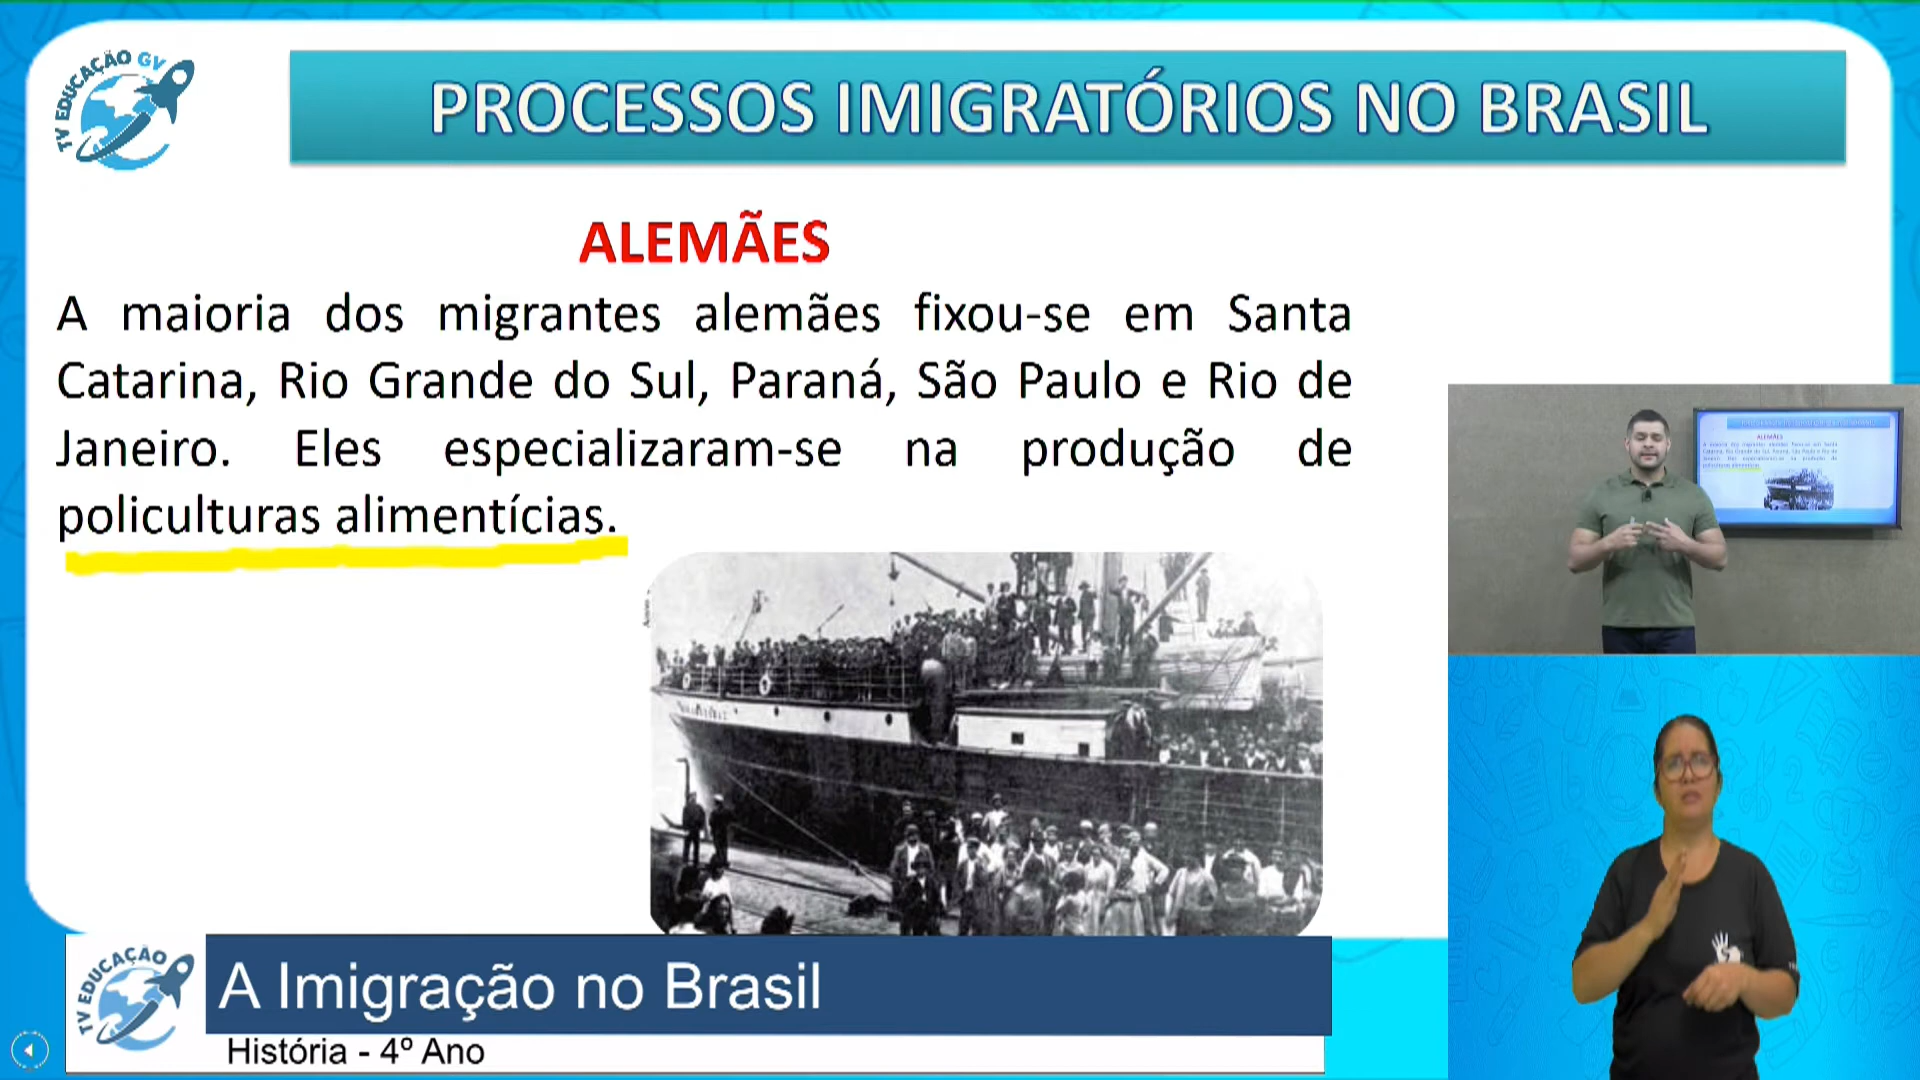 TV EDUCAÇÃO GV
PROCESSOS IMIGRATÓRIOS NO BRASIL
ALEMÃES
A maioria dos migrantes alemães fixou-se em Santa
Catarina, Rio Grande do Sul, Paraná, São Paulo e Rio de
Janeiro. Eles especializaram-se na produção de
policulturas alimentícias.
ALEMÃES
TV EDUCAÇÃO
A Imigração no Brasil
História - 4º Ano